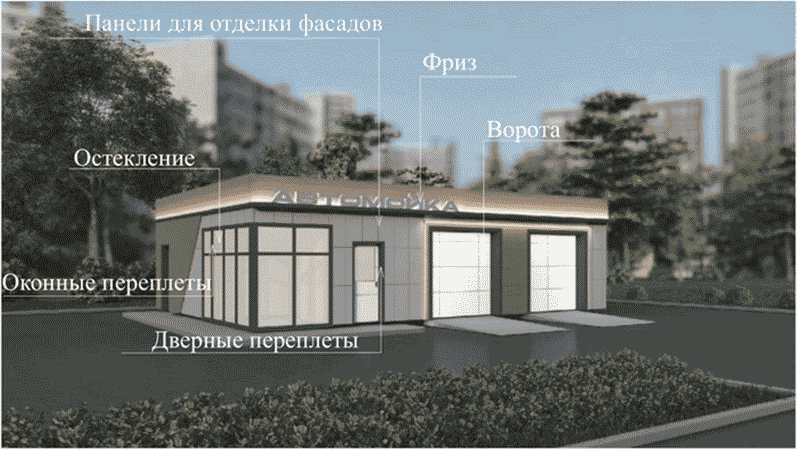 Панели для отделки фасадов
Фриз
Ворота
Остекление
АВТОМОЙКА
Оконные переплеты
Дверные переплеты